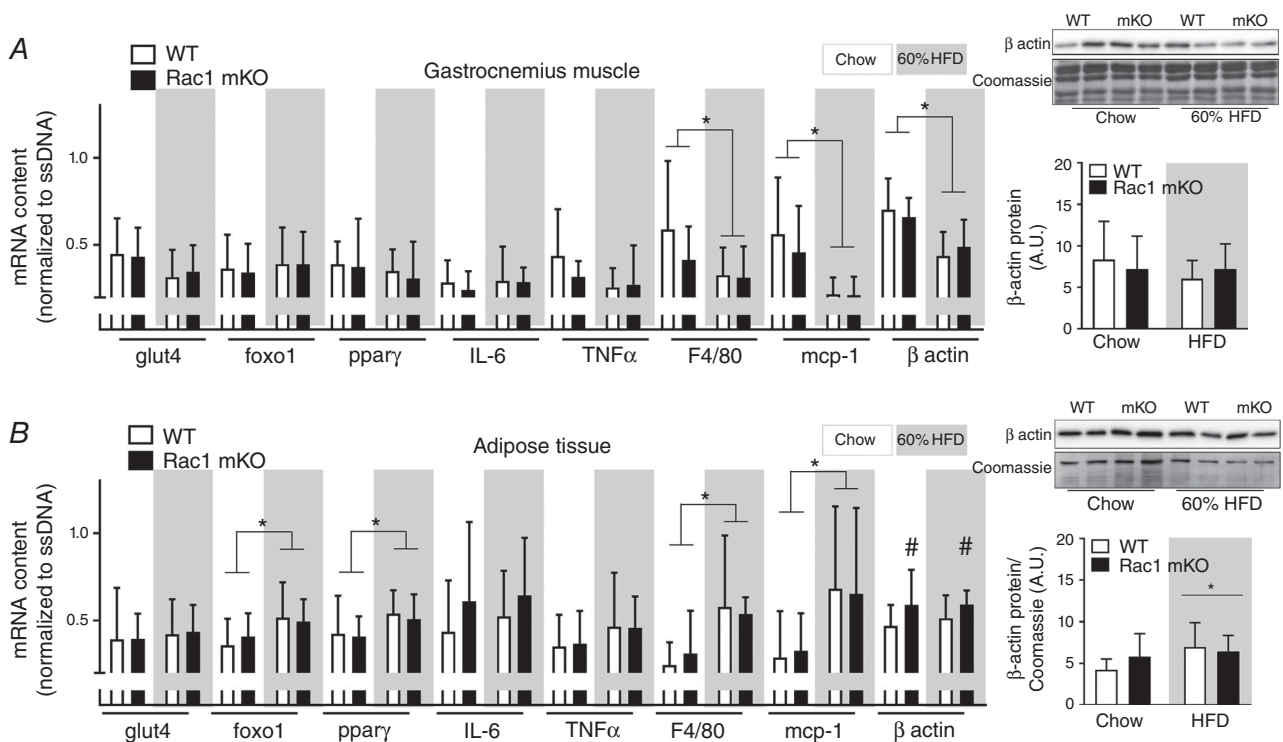 A
WT
Rac1 mKO
Gastrocnemius muscle
Chow
60% HFD
mRNA content
(normalized to ssDNA)
1.0
0.5
*
*
*
glut4
foxo1
pparγ
IL-6
TNFα
F4/80
mcp-1
β actin
WT mKO WT mKO
β actin
Coomassie
Chow 60% HFD
β-actin protein
(A.U.)
20
15
10
5
0
WT
Rac1 mKO
Chow HFD
B
WT
Rac1 mKO
Adipose tissue
Chow
60% HFD
mRNA content
(normalized to ssDNA)
1.0
0.5
*
*
*
*
#
#
glut4
foxo1
pparγ
IL-6
TNFα
F4/80
mcp-1
β actin
WT mKO WT mKO
β actin
Coomassie
Chow 60% HFD
β-actin protein/
Coomassie (A.U.)
20
15
10
5
0
WT
Rac1 mKO
*
Chow HFD